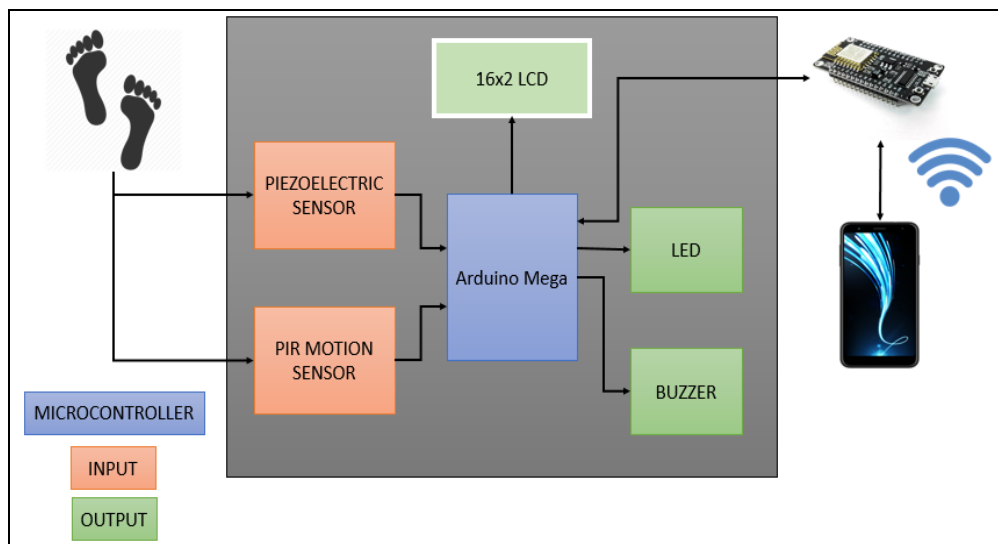 16x2 LCD
PIEZOELECTRIC
SENSOR
Arduino Mega
LED
PIR MOTION
SENSOR
BUZZER
MICROCONTROLLER
INPUT
OUTPUT